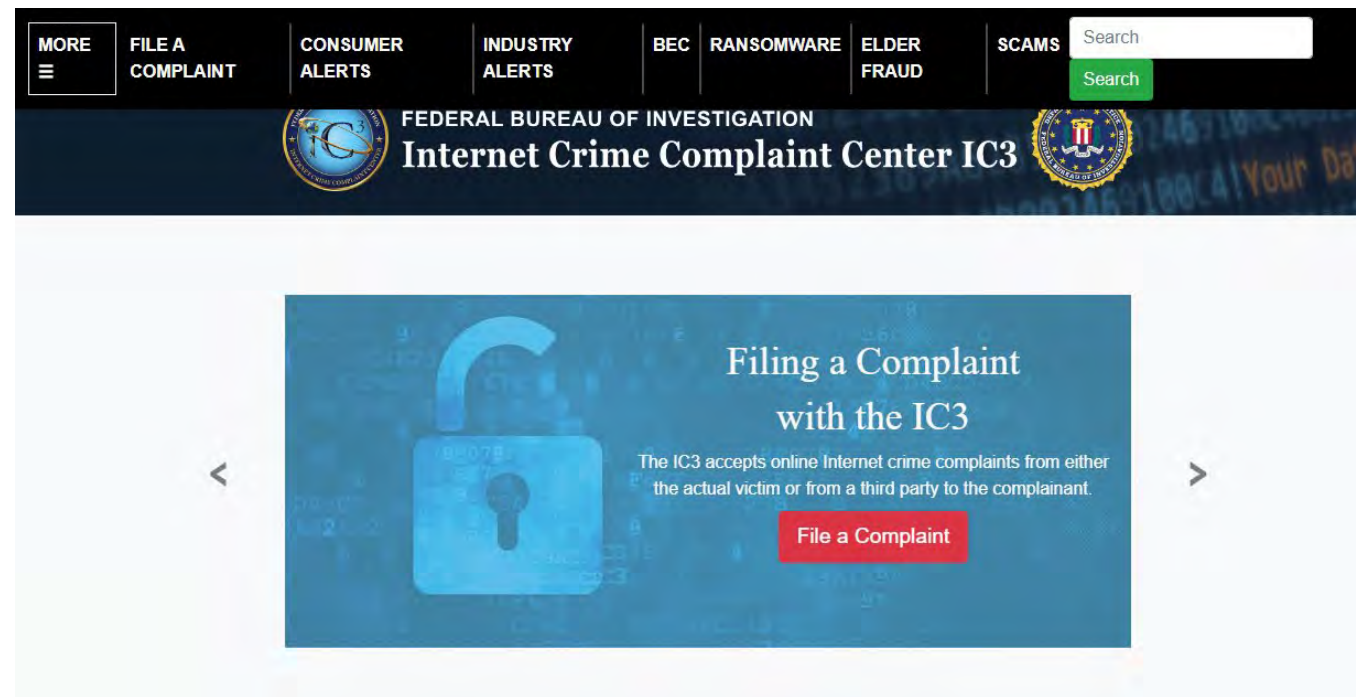 MORE
☰
FILE A
COMPLAINT
CONSUMER
ALERTS
INDUSTRY
ALERTS
BEC
RANSOMWARE
ELDER
FRAUD
SCAMS
Search
Search
FEDERAL BUREAU OF INVESTIGATION
Internet Crime Complaint Center IC3
Your Da
Filing a Complaint
with the IC3
The IC3 accepts online Internet crime complaints from either
the actual victim or from a third party to the complainant.
File a Complaint
<
>